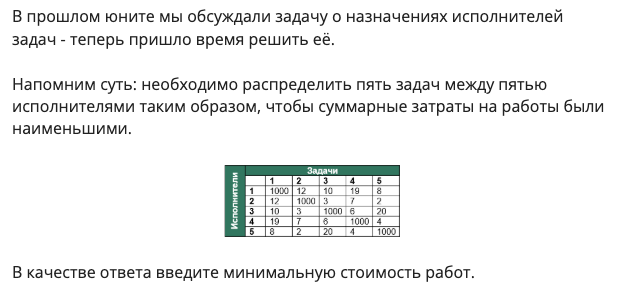 В прошлом юните мы обсуждали задачу о назначениях исполнителей
задач - теперь пришло время решить её.
Напомним суть: необходимо распределить пять задач между пятью
исполнителями таким образом, чтобы суммарные затраты на работы были
наименьшими.
Исполнители
Задачи
1 2 3 4 5
1 1000 12 10 19 8
2 12 1000 3 7 2
3 10 3 1000 6 20
4 19 7 6 1000 4
5 8 2 20 4 1000
В качестве ответа введите минимальную стоимость работ.